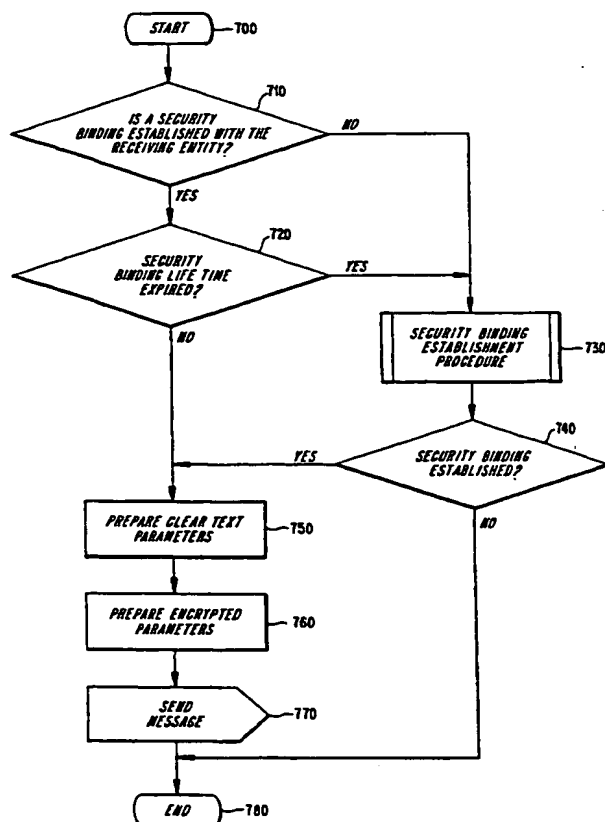 START
700
710
IS A SECURITY
BINDING ESTABLISHED WITH THE
RECEIVING ENTITY?
NO
YES
720
SECURITY
BINDING LIFE TIME
EXPIRED?
YES
NO
SECURITY BINDING
ESTABLISHMENT
PROCEDURE
730
740
SECURITY BINDING
ESTABLISHED?
YES
NO
PREPARE CLEAR TEXT
PARAMETERS
750
PREPARE ENCRYPTED
PARAMETERS
760
SEND
MESSAGE
770
END
780